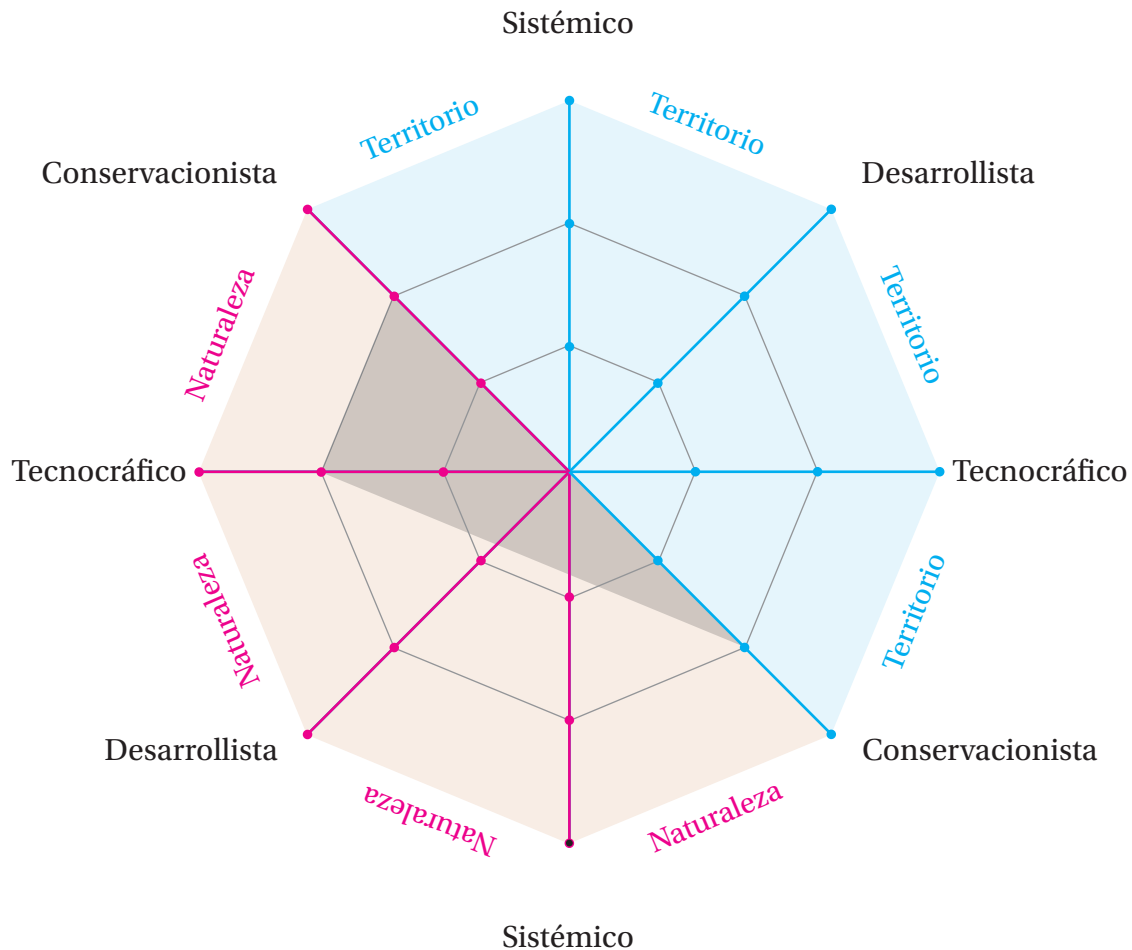 Sistémico
Territorio
Territorio
Conservacionista
Desarrollista
Naturaleza
Territorio
Tecnocráfico
Tecnocráfico
Naturaleza
Territorio
Desarrollista
Conservacionista
Naturaleza
Naturaleza
Sistémico